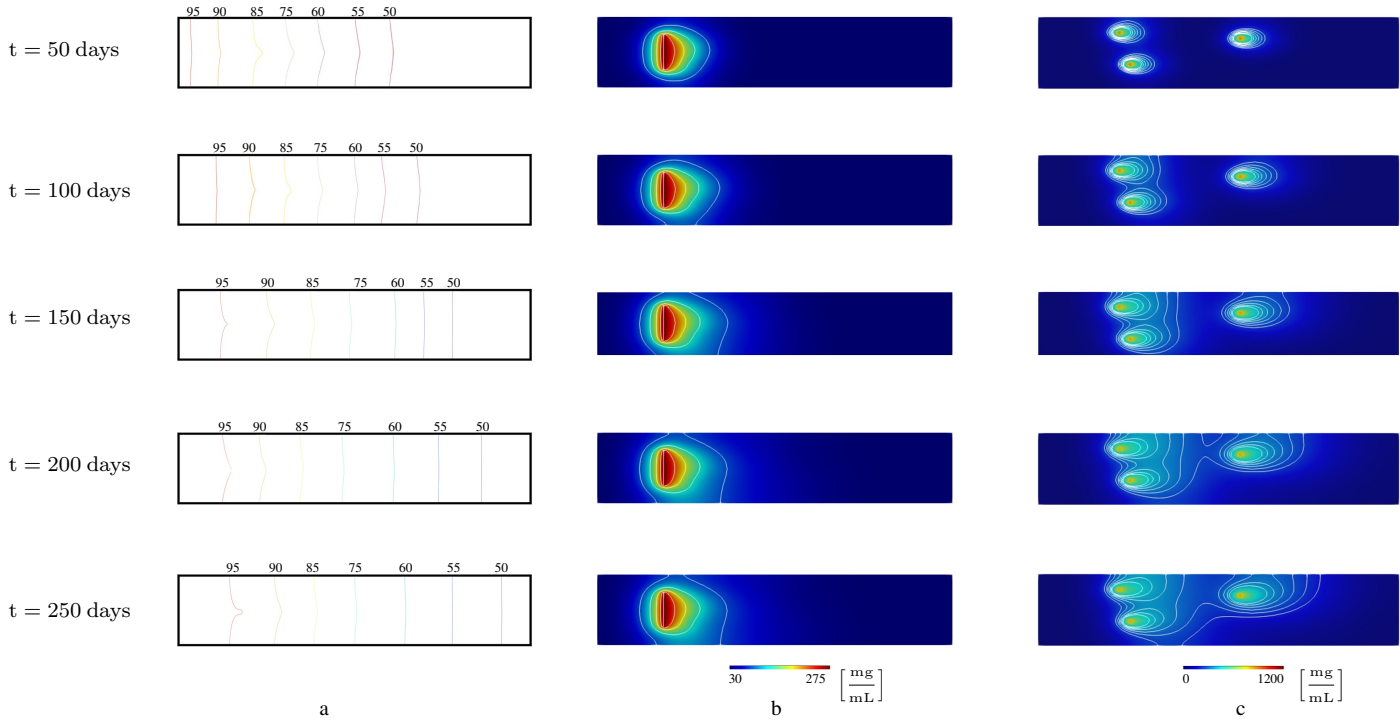 95 90 85 75 60 55 50
t = 50 days
95 90 85 75 60 55 50
t = 100 days
95 90 85 75 60 55 50
t = 150 days
95 90 85 75 60 55 50
t = 200 days
95 90 85 75 60 55 50
t = 250 days
30 275 [mg/mL]
0 1200 [mg/mL]
a b c